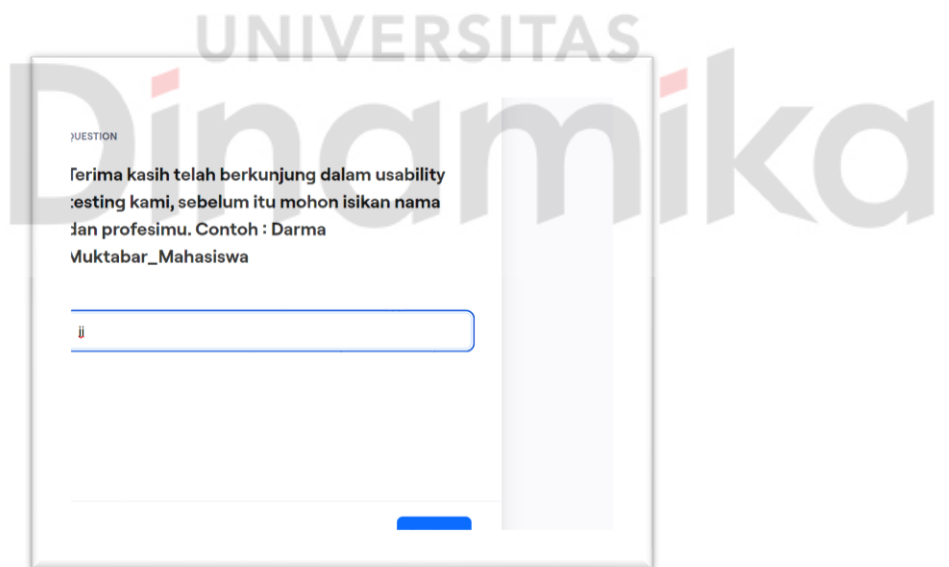 UNIVERSITAS
Dinamika
QUESTION
Terima kasih telah berkunjung dalam usability
testing kami, sebelum itu mohon isikan nama
dan profesimu. Contoh : Darma
Muktabar_Mahasiswa
jj